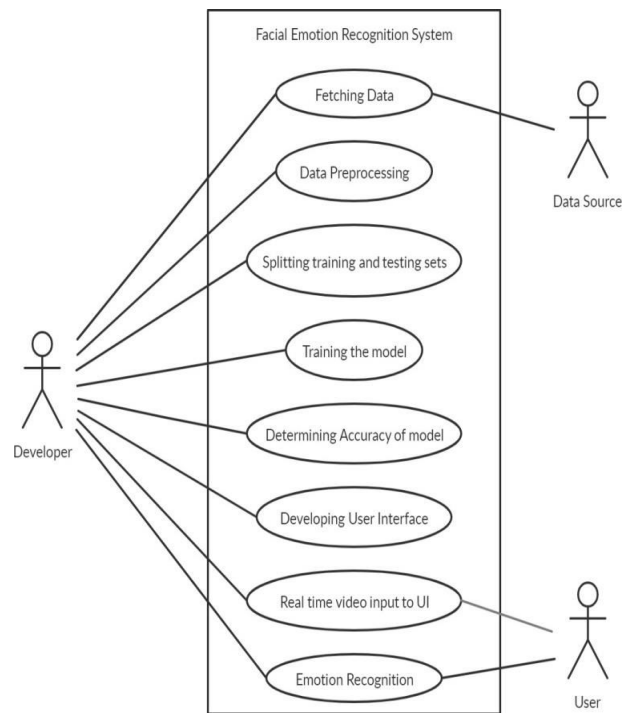 Facial Emotion Recognition System
Fetching Data
Data Source
Data Preprocessing
Splitting training and testing sets
Training the model
Developer
Determining Accuracy of model
Developing User Interface
Real time video input to UI
Emotion Recognition
User